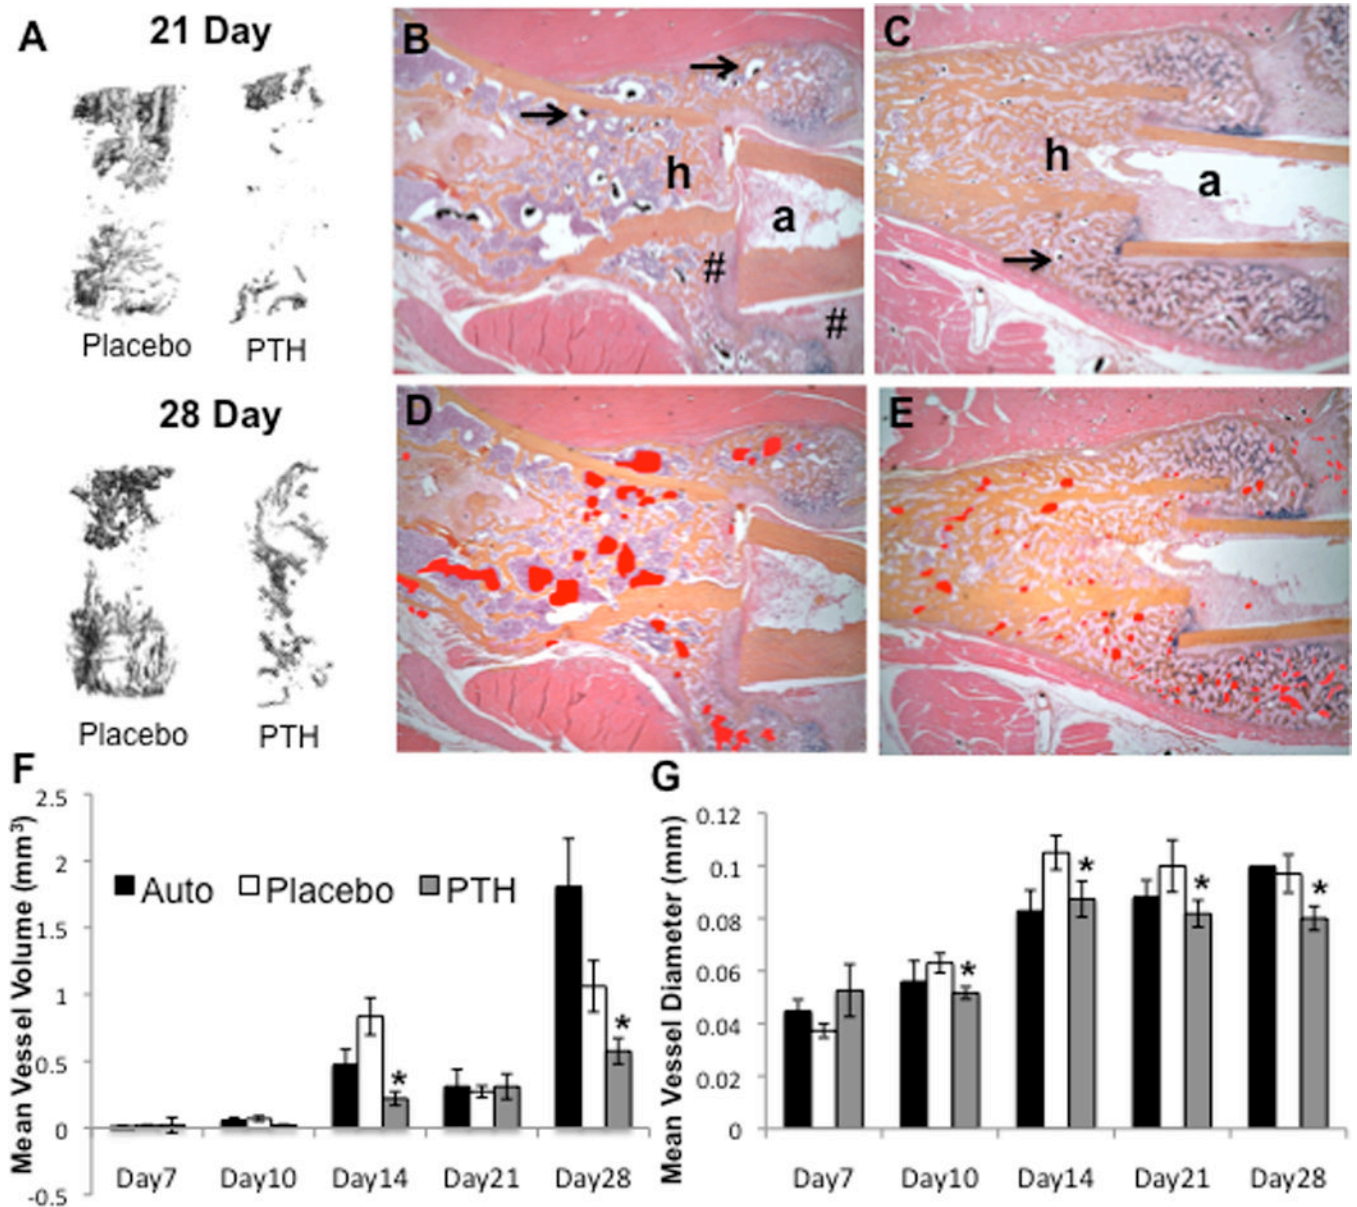 A
21 Day
Placebo PTH
28 Day
Placebo PTH
B
h
a
#
#
C
h
a
D
E
F
Mean Vessel Volume (mm³)
2.5
2
1.5
1
0.5
0
-0.5
Auto Placebo PTH
* *
Day7 Day10 Day14 Day21 Day28
G
Mean Vessel Diameter (mm)
0.12
0.1
0.08
0.06
0.04
0.02
0
* * * *
Day7 Day10 Day14 Day21 Day28